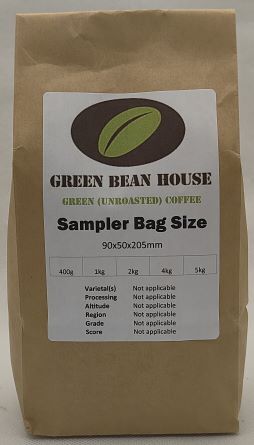 GREEN BEAN HOUSE
GREEN (UNROASTED) COFFEE
Sampler Bag Size
90x50x205mm
400g 1kg 2kg 4kg 5kg
Varietal(s) Not applicable
Processing Not applicable
Altitude Not applicable
Region Not applicable
Grade Not applicable
Score Not applicable